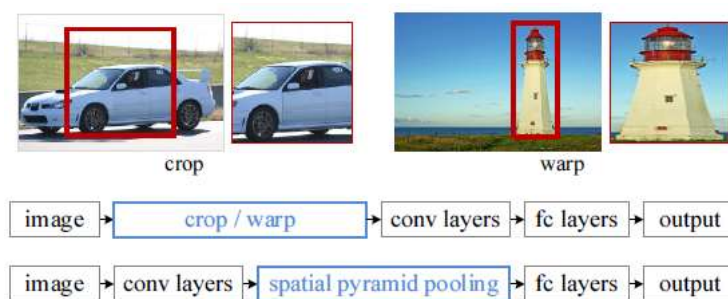 crop
warp
image crop / warp conv layers fc layers output
image conv layers spatial pyramid pooling fc layers output